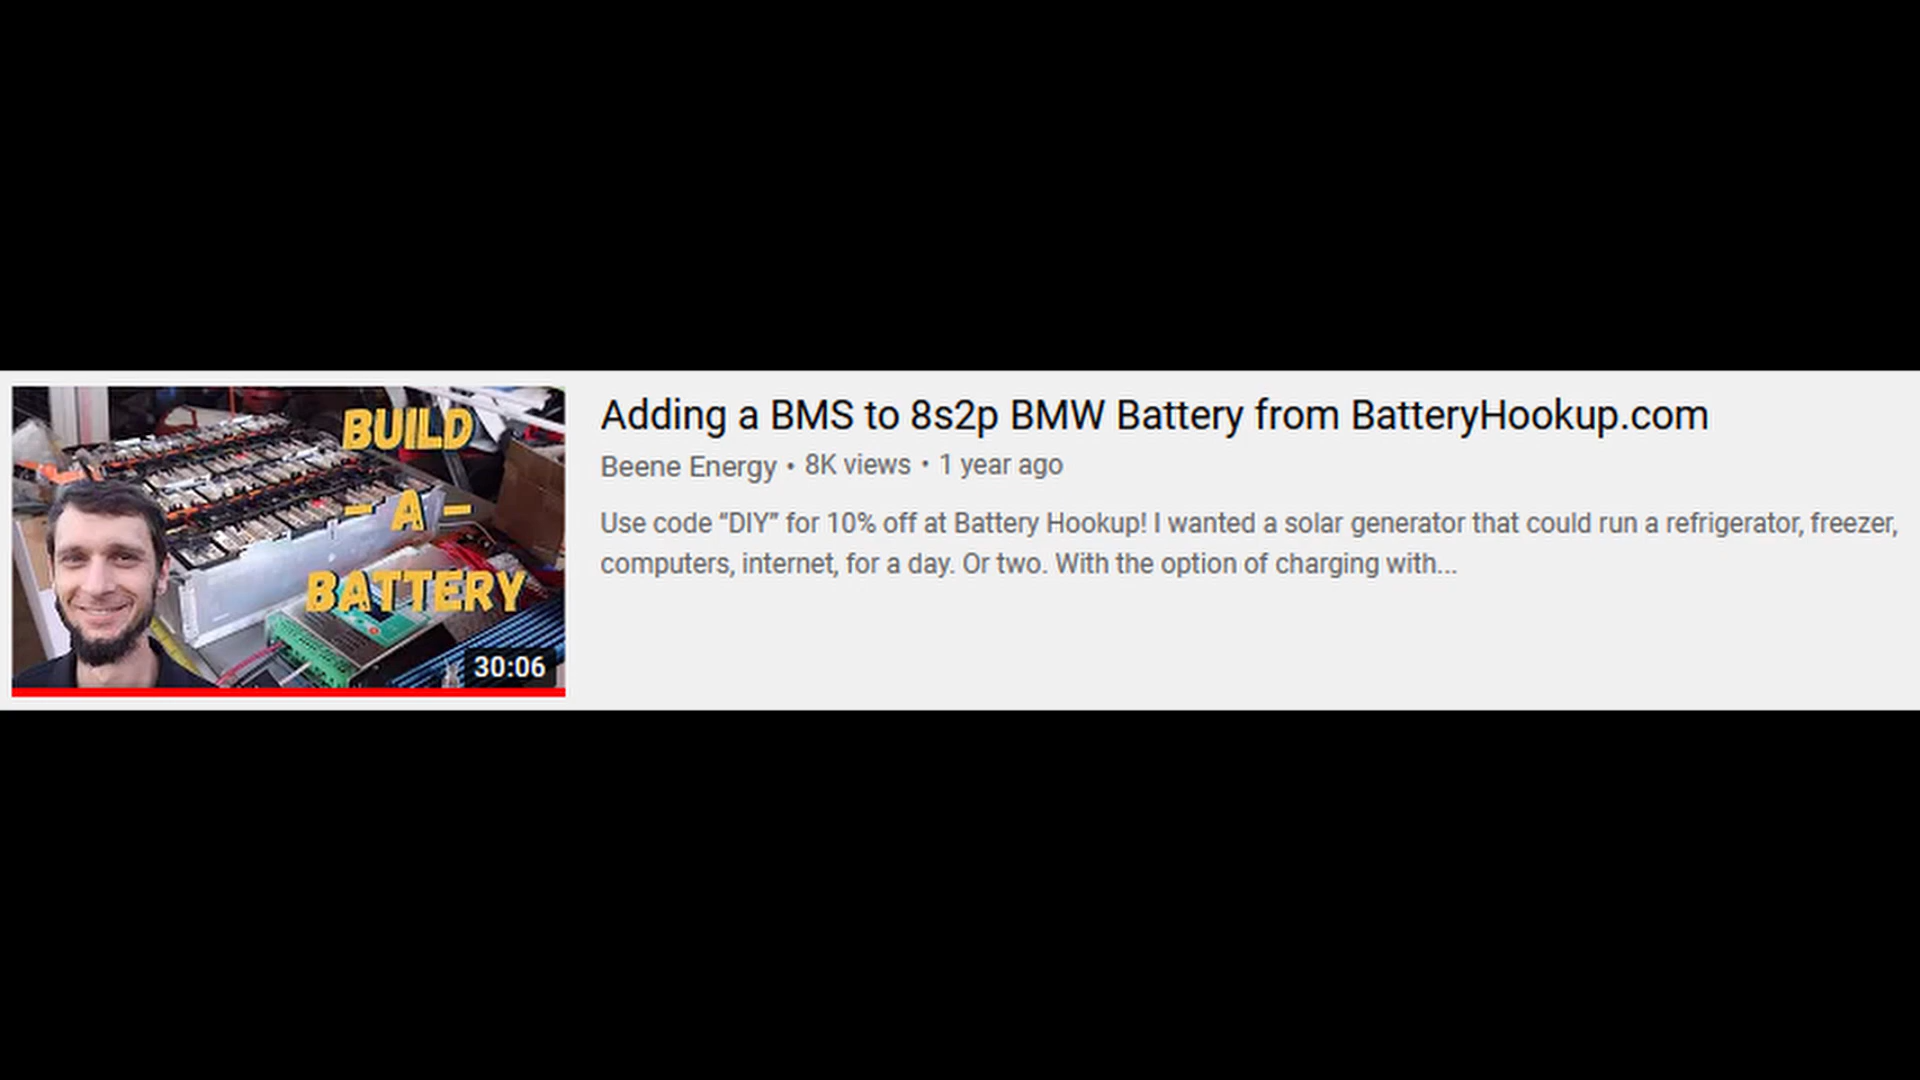 BUILD
- A -
BATTERY
30:06
Adding a BMS to 8s2p BMW Battery from BatteryHookup.com
Beene Energy • 8K views • 1 year ago
Use code “DIY” for 10% off at Battery Hookup! I wanted a solar generator that could run a refrigerator, freezer,
computers, internet, for a day. Or two. With the option of charging with...